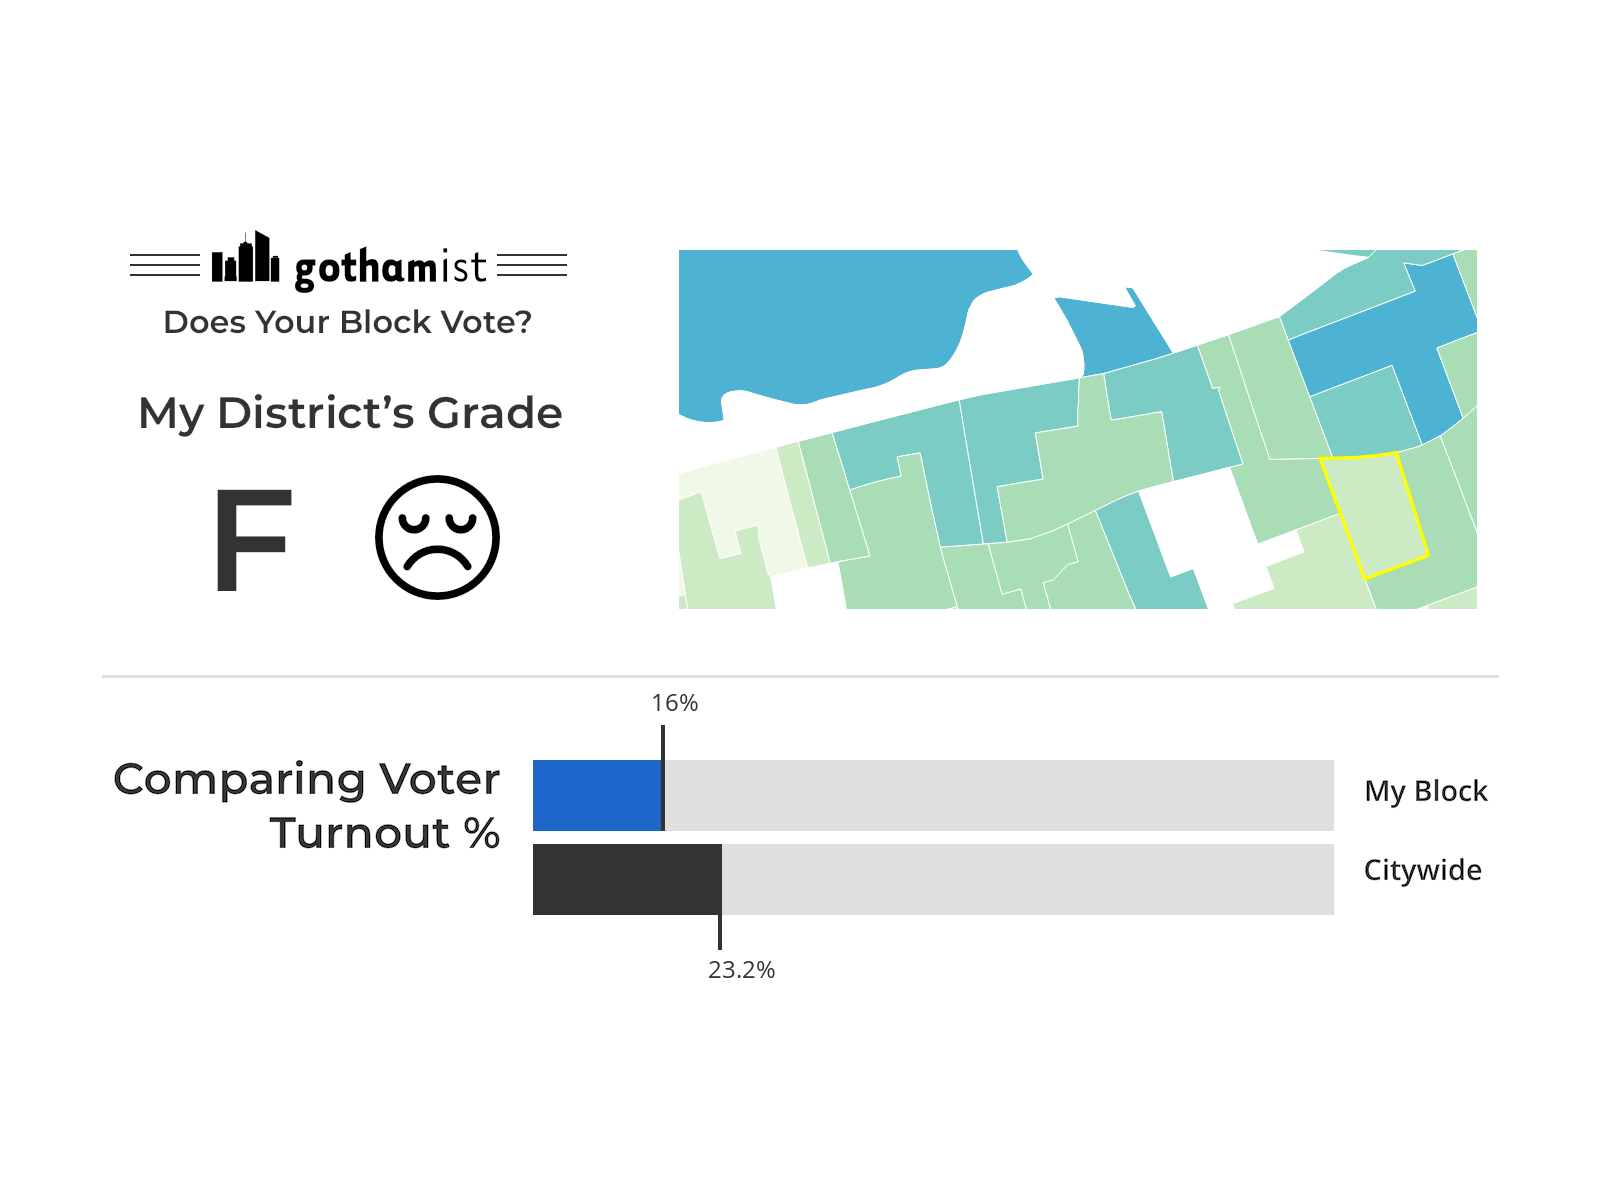 gothamist
Does Your Block Vote?
My District’s Grade
F
16%
Comparing Voter
Turnout %
My Block
Citywide
23.2%